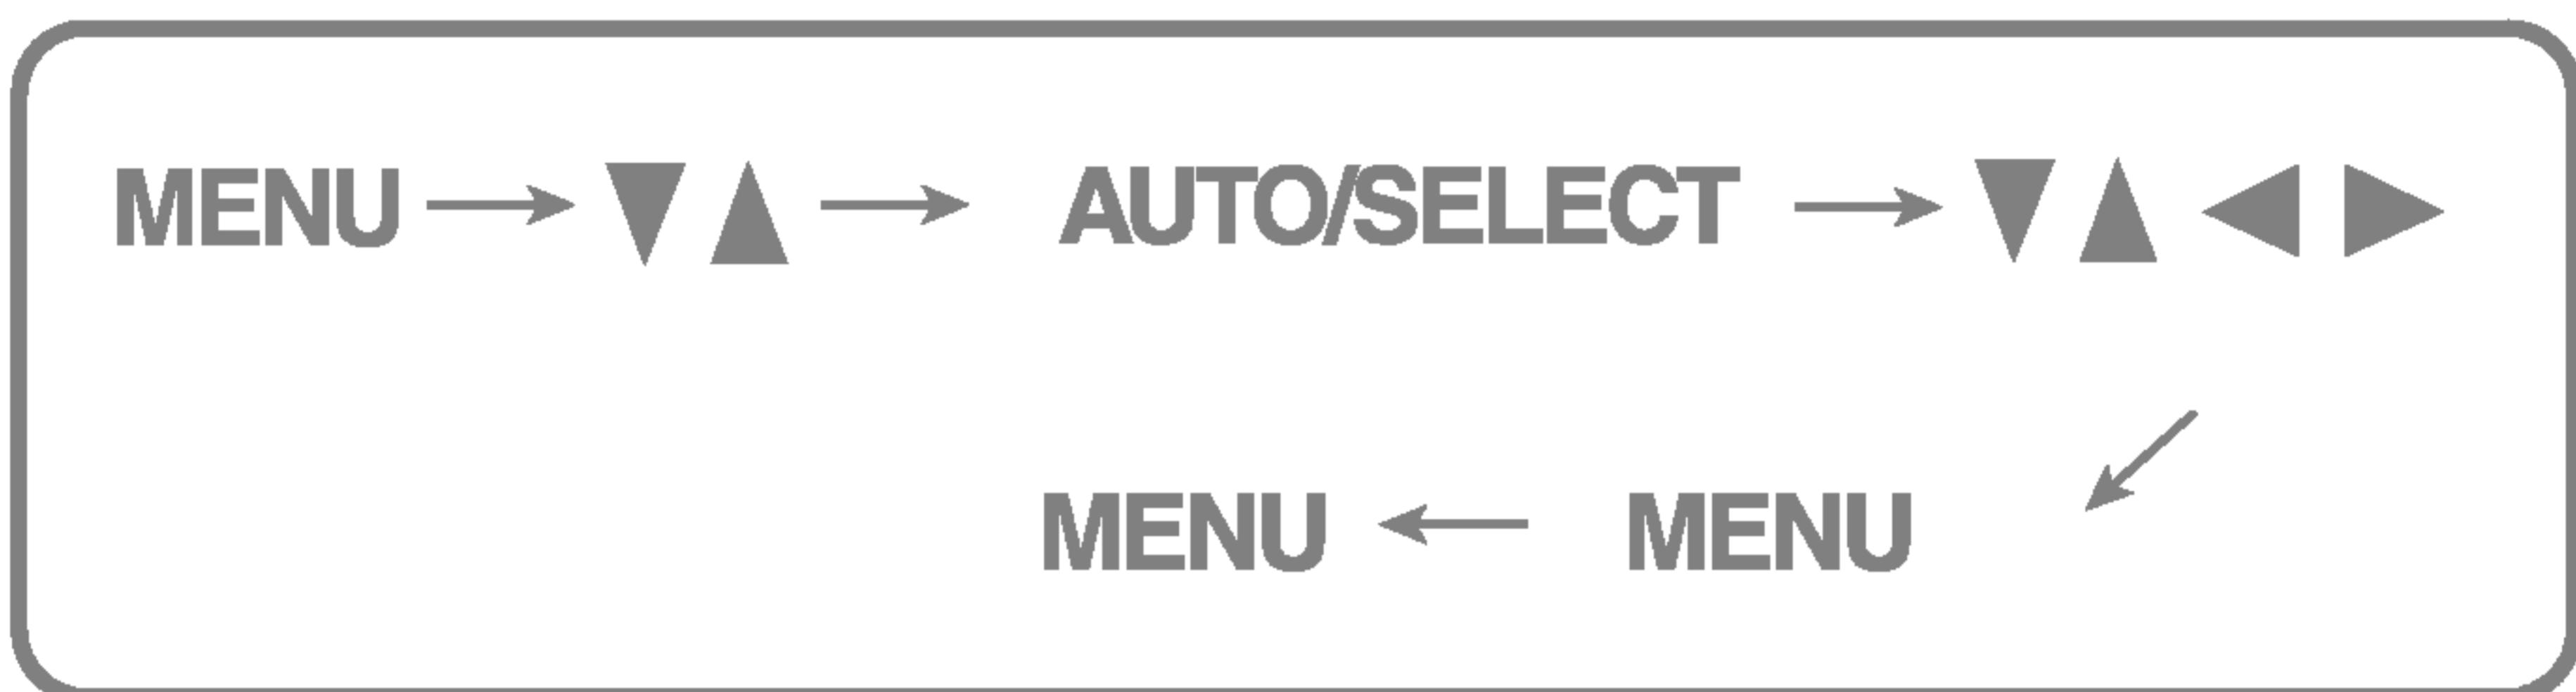 MENU → ▼ ▲ → AUTO/SELECT → ▼ ▲ ◀ ▶
MENU ← MENU